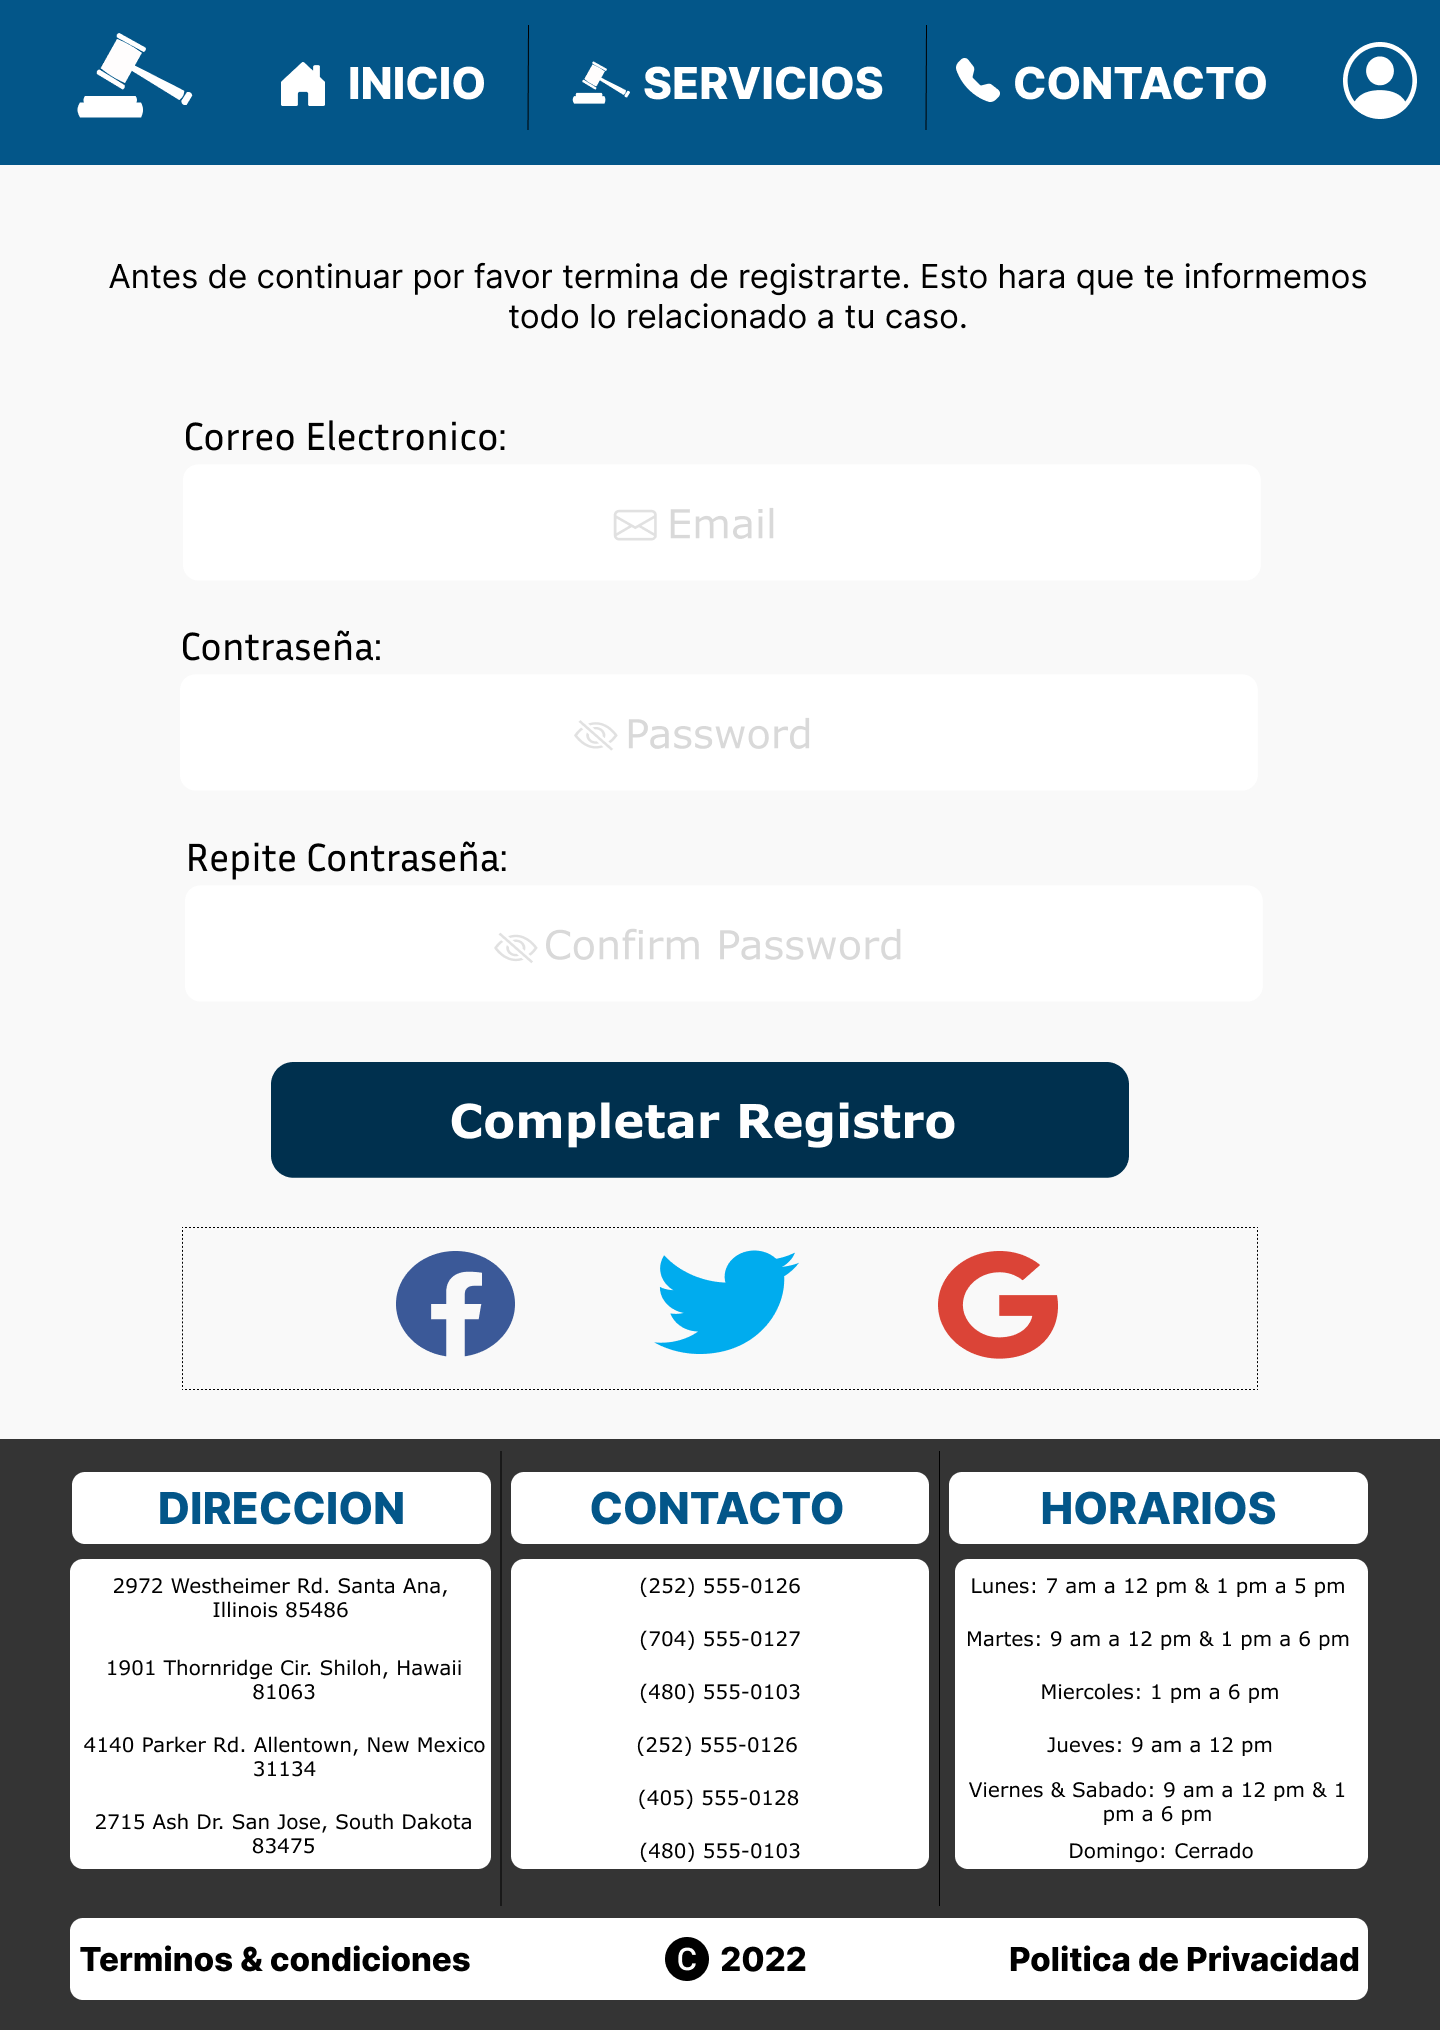 INICIO
SERVICIOS
CONTACTO
Antes de continuar por favor termina de registrarte. Esto hara que te informemos
todo lo relacionado a tu caso.
Correo Electronico:
Email
Contraseña:
Password
Repite Contraseña:
Confirm Password
Completar Registro
DIRECCION
2972 Westheimer Rd. Santa Ana,
Illinois 85486
1901 Thornridge Cir. Shiloh, Hawaii
81063
4140 Parker Rd. Allentown, New Mexico
31134
2715 Ash Dr. San Jose, South Dakota
83475
CONTACTO
(252) 555-0126
(704) 555-0127
(480) 555-0103
(252) 555-0126
(405) 555-0128
(480) 555-0103
HORARIOS
Lunes: 7 am a 12 pm & 1 pm a 5 pm
Martes: 9 am a 12 pm & 1 pm a 6 pm
Miercoles: 1 pm a 6 pm
Jueves: 9 am a 12 pm
Viernes & Sabado: 9 am a 12 pm & 1
pm a 6 pm
Domingo: Cerrado
Terminos & condiciones
© 2022
Politica de Privacidad